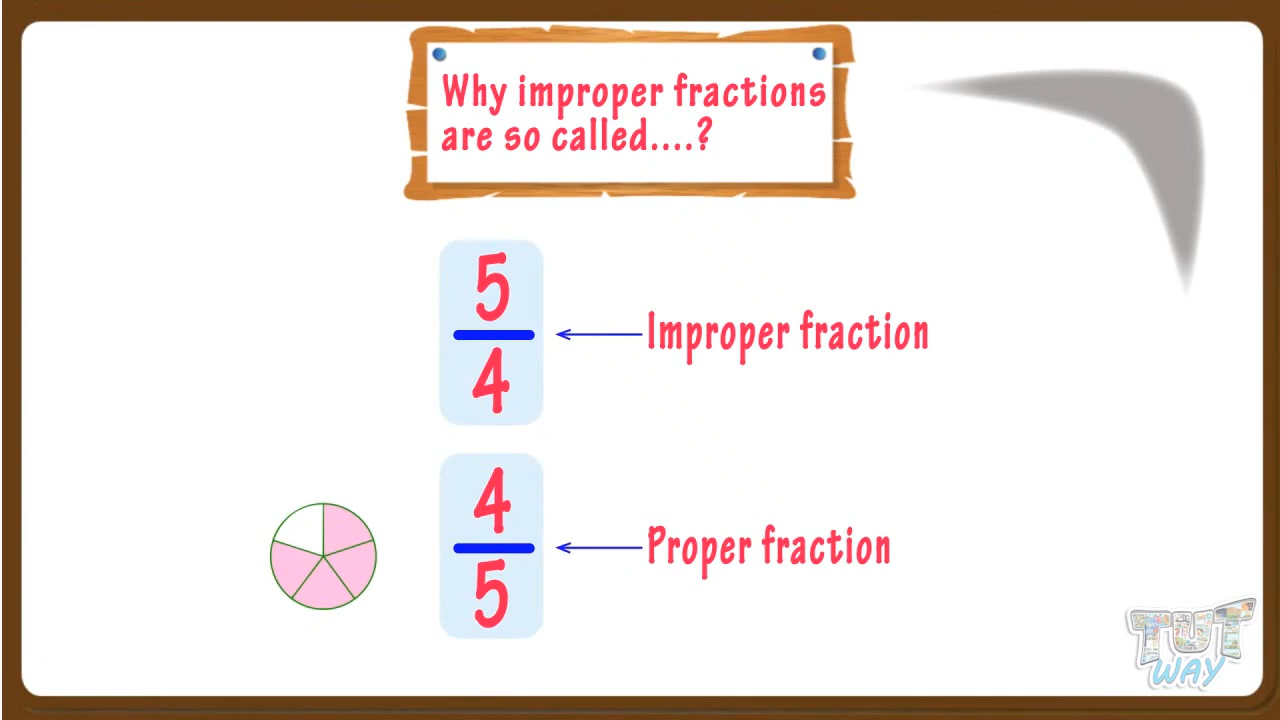 Why improper fractions
are so called....?
5
4
Improper fraction
4
5
Proper fraction
TUT
WAY